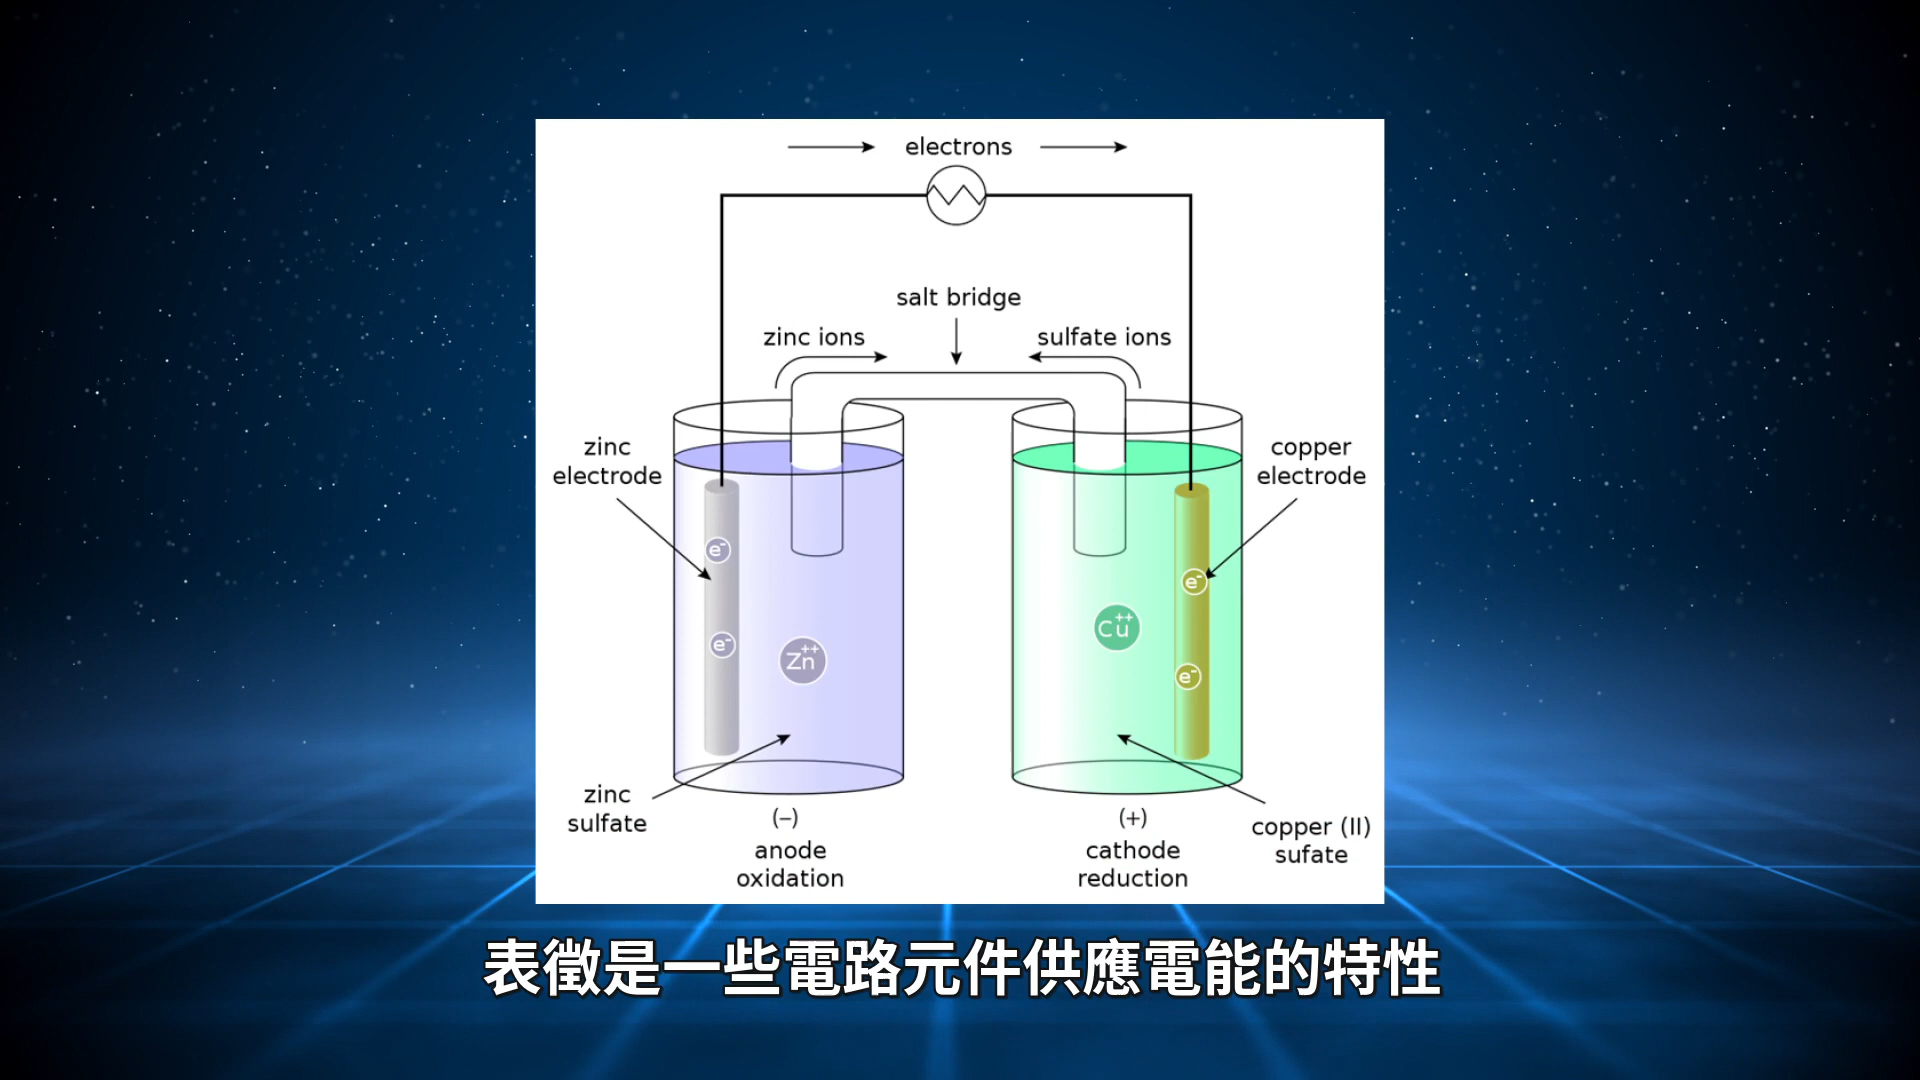 electrons
salt bridge
zinc ions
sulfate ions
zinc
electrode
copper
electrode
e-
e-
Zn++
Cu++
e-
e-
zinc
sulfate
(–)
anode
oxidation
(+)
cathode
reduction
copper (II)
sufate
表徵是一些電路元件供應電能的特性